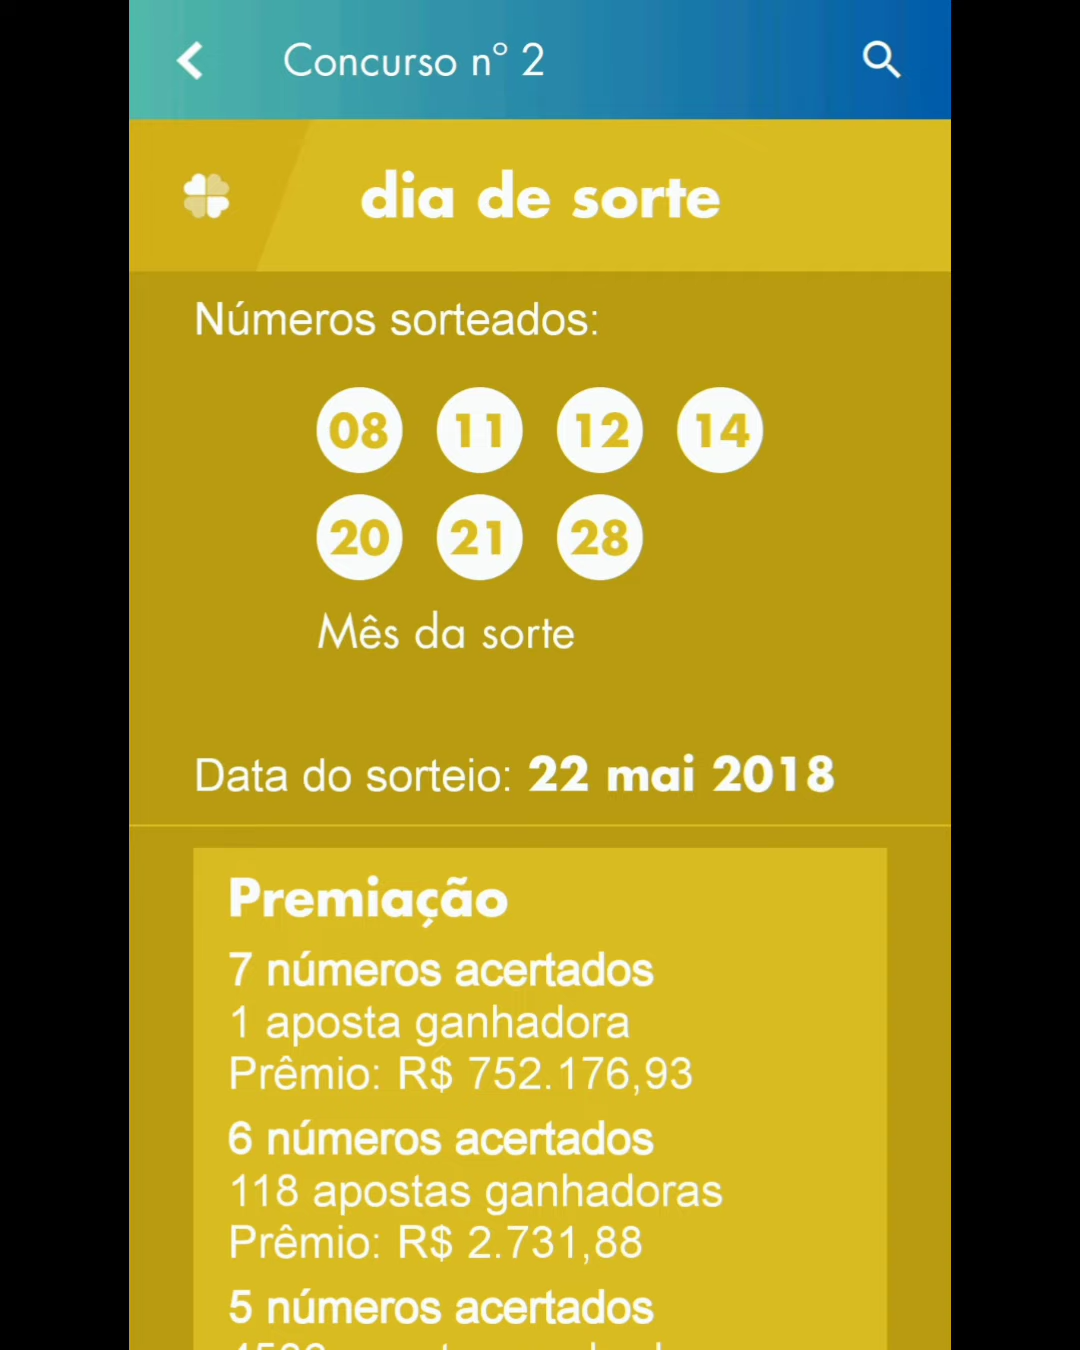 Concurso nº 2
dia de sorte
Números sorteados:
08 11 12 14
20 21 28
Mês da sorte
Data do sorteio: 22 mai 2018
Premiação
7 números acertados
1 aposta ganhadora
Prêmio: R$ 752.176,93
6 números acertados
118 apostas ganhadoras
Prêmio: R$ 2.731,88
5 números acertados